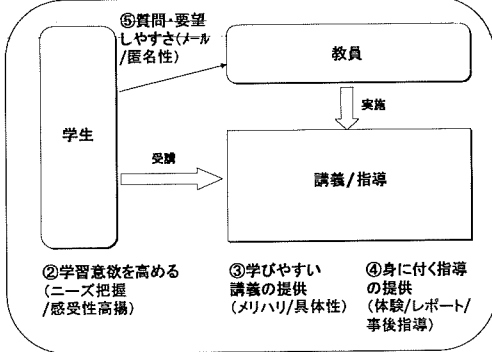 ⑤質問・要望
しやすさ(メール
/匿名性)
教員
学生
実施
受講
講義/指導
②学習意欲を高める
(ニーズ把握
/感受性高揚)
③学びやすい
講義の提供
(メリハリ/具体性)
④身に付く指導
の提供
(体験/レポート/
事後指導)